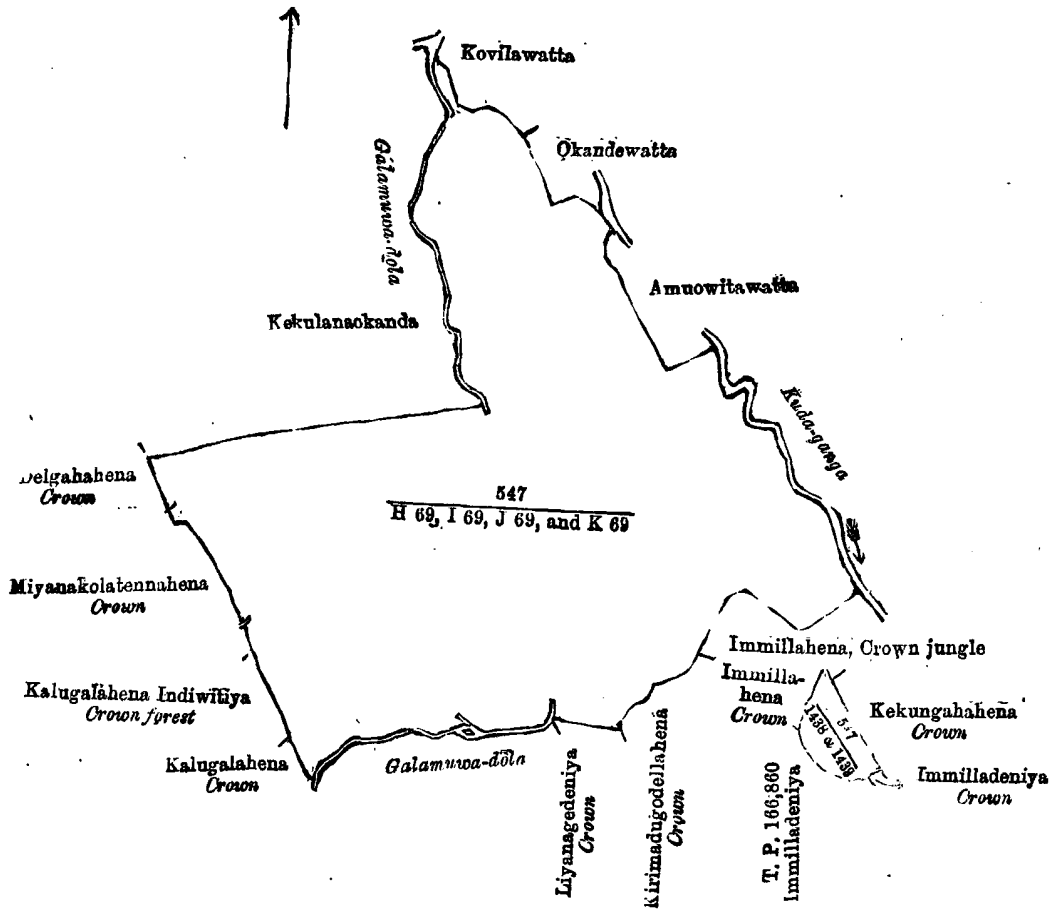 Kovilawatta
Okandewatta
Galamuwa-dola
Amuowitawatta
Kekulanaokanda
Kuda-ganga
Delgahahena
Crown
547
H 69, I 69, J 69, and K 69
Miyanakolatennahena
Crown
Immillahena, Crown jungle
Immilla-
hena
Crown
Kalugalahena Indiwitiya
Crown forest
Kekungahahena
Crown
1438 & 1439
Kalugalahena
Crown
Galamuwa-dola
Immilladeniya
Crown
Liyanagedeniya
Crown
Kirimadugodellahena
Crown
T. P. 166,860
Immilladeniya